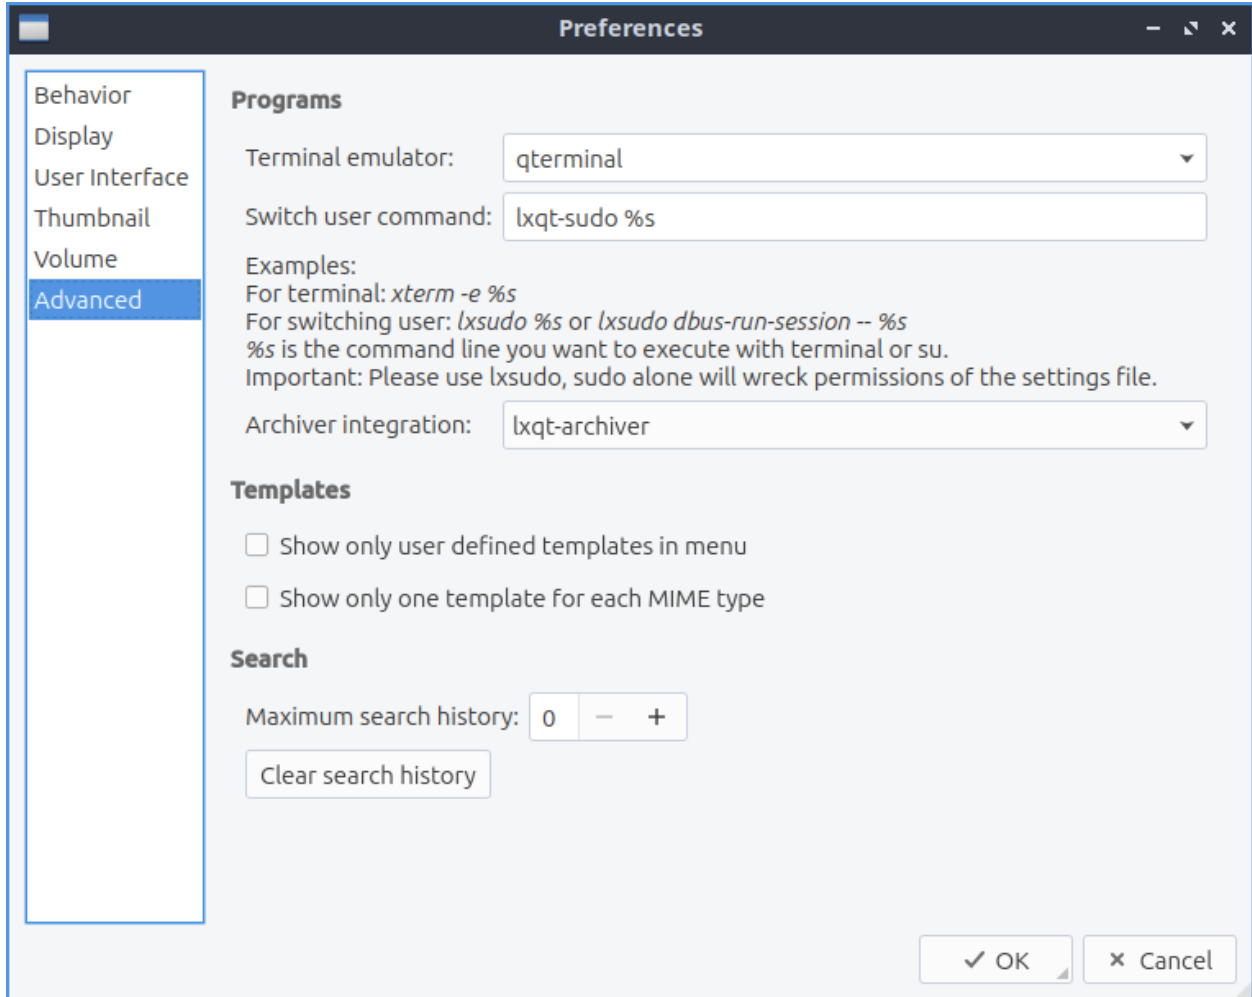 Preferences
Behavior
Display
User Interface
Thumbnail
Volume
Advanced
Programs
Terminal emulator: qterminal
Switch user command: lxqt-sudo %s
Examples:
For terminal: xterm -e %s
For switching user: lxsudo %s or lxsudo dbus-run-session -- %s
%s is the command line you want to execute with terminal or su.
Important: Please use lxsudo, sudo alone will wreck permissions of the settings file.
Archiver integration: lxqt-archiver
Templates
Show only user defined templates in menu
Show only one template for each MIME type
Search
Maximum search history: 0
Clear search history
OK Cancel